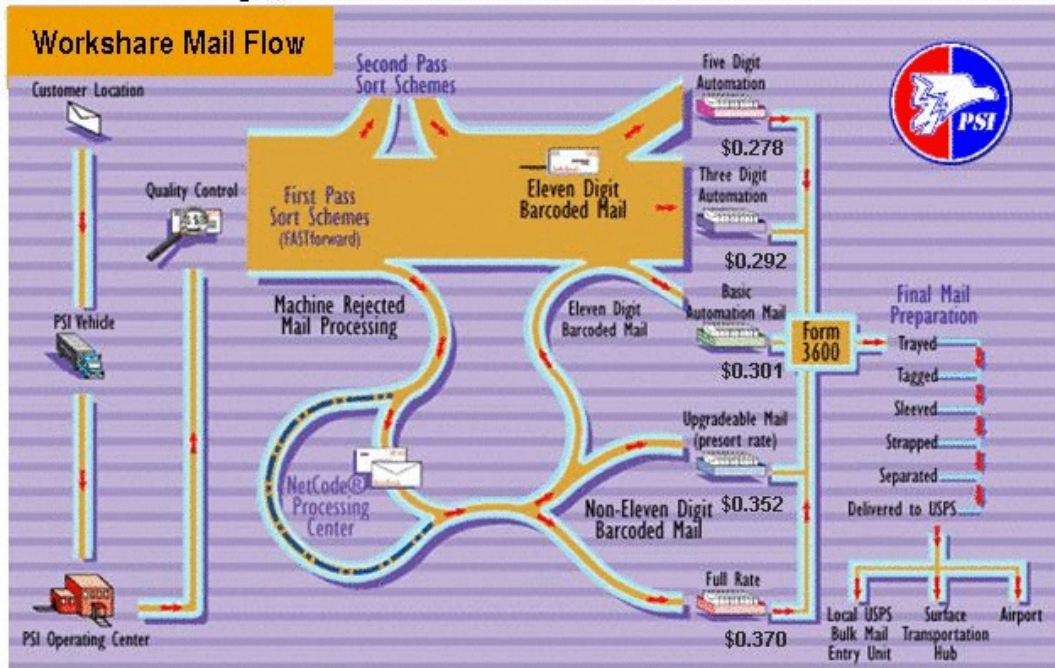 Workshare Mail Flow
Customer Location
PSI Vehicle
PSI Operating Center
Quality Control
Second Pass
Sort Schemes
First Pass
Sort Schemes
(FASTforward)
Eleven Digit
Barcoded Mail
Machine Rejected
Mail Processing
Eleven Digit
Barcoded Mail
NetCode®
Processing
Center
Non-Eleven Digit
Barcoded Mail
Five Digit
Automation
$0.278
Three Digit
Automation
$0.292
Basic
Automation Mail
$0.301
Upgradeable Mail
(presort rate)
$0.352
Full Rate
$0.370
Form
3600
PSI
Final Mail
Preparation
Trayed
Tagged
Sleeved
Strapped
Separated
Delivered to USPS
Local USPS
Bulk Mail
Entry Unit
Surface
Transportation
Hub
Airport